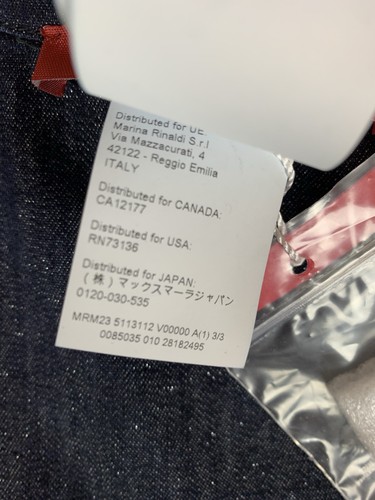 Distributed for UE:
Marina Rinaldi S.r.l
Via Mazzacurati, 4
42122 - Reggio Emilia
ITALY
Distributed for CANADA:
CA12177
Distributed for USA:
RN73136
Distributed for JAPAN:
(株)マックスマーラジャパン
0120-030-535
MRM23 5113112 V00000 A(1) 3/3
0085035 010 28182495